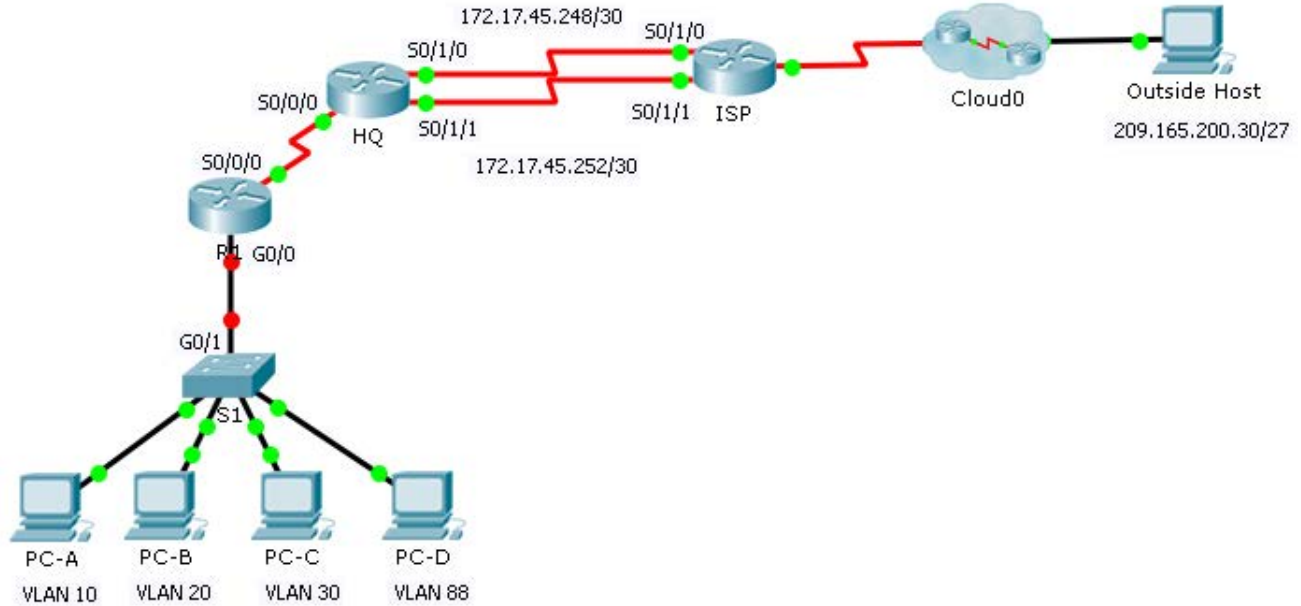 172.17.45.248/30
S0/1/0
S0/1/0
S0/0/0
HQ
S0/1/1
S0/1/1
ISP
Cloud0
Outside Host
209.165.200.30/27
172.17.45.252/30
S0/0/0
R1 G0/0
G0/1
S1
PC-A
PC-B
PC-C
PC-D
VLAN 10
VLAN 20
VLAN 30
VLAN 88